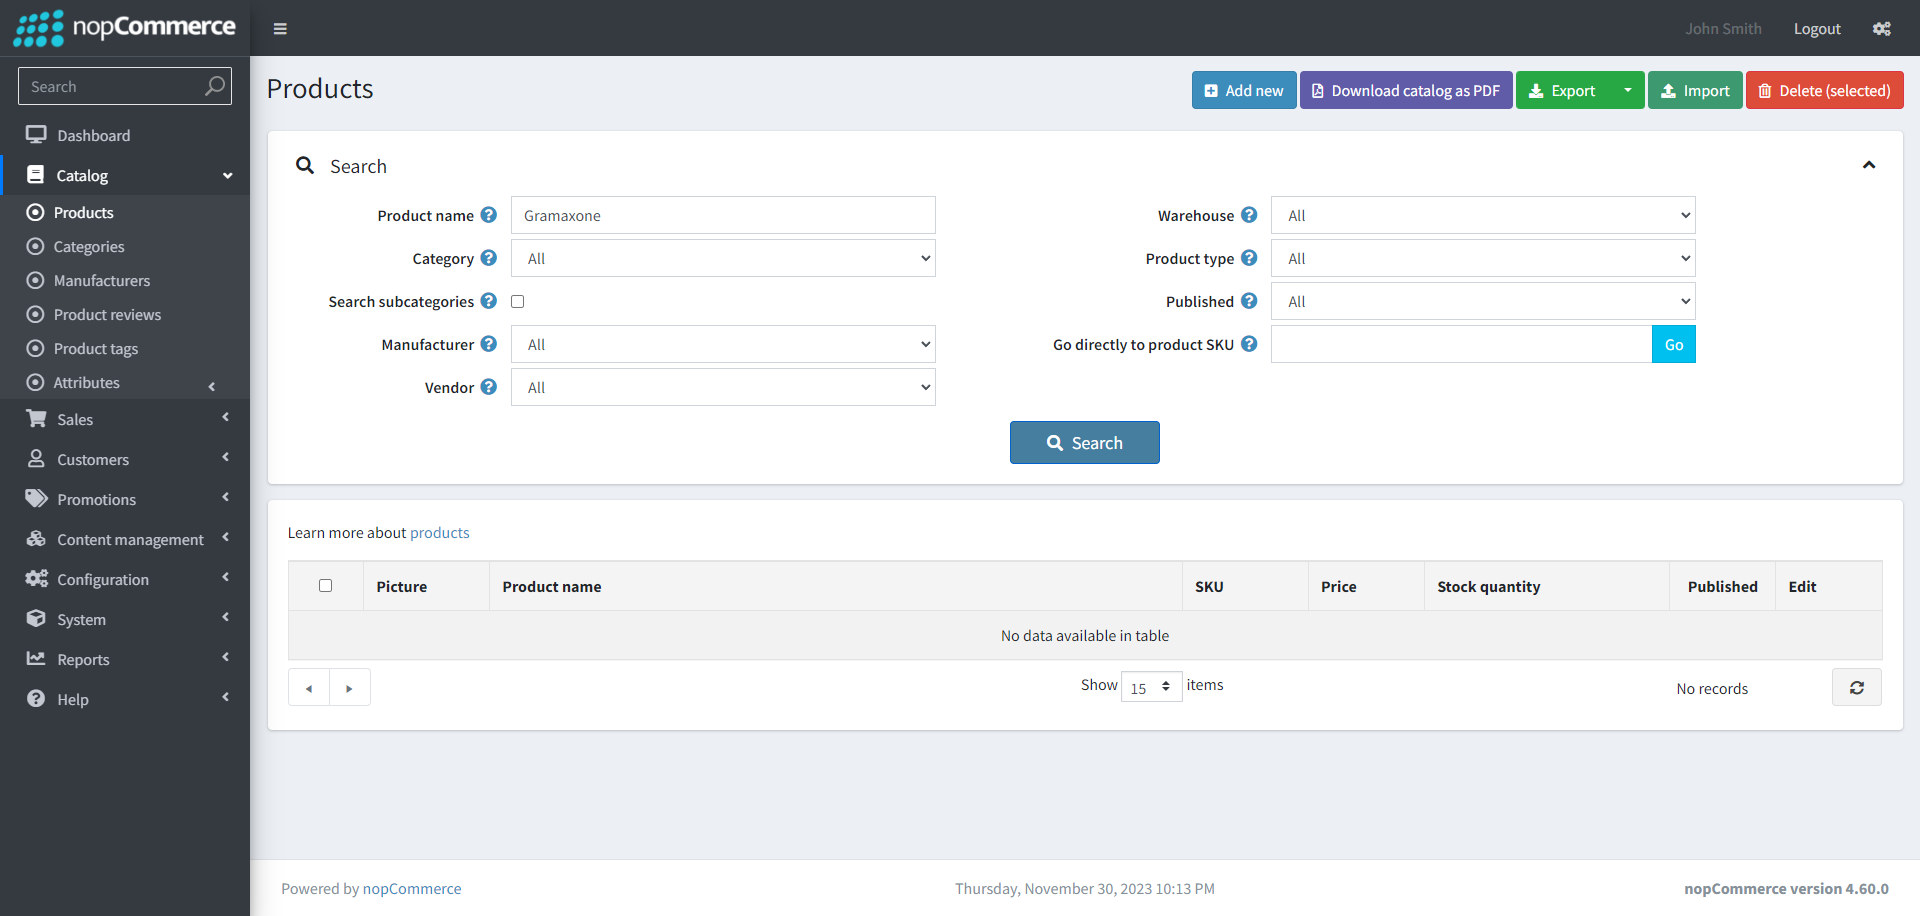 nopCommerce
John Smith
Logout
Search
Dashboard
Catalog
Products
Categories
Manufacturers
Product reviews
Product tags
Attributes
Sales
Customers
Promotions
Content management
Configuration
System
Reports
Help
Products
Add new
Download catalog as PDF
Export
Import
Delete (selected)
Search
Product name Gramaxone
Category All
Search subcategories
Manufacturer All
Vendor All
Warehouse All
Product type All
Published All
Go directly to product SKU Go
Search
Learn more about products
Picture Product name SKU Price Stock quantity Published Edit
No data available in table
Show 15 items
No records
Powered by nopCommerce
Thursday, November 30, 2023 10:13 PM
nopCommerce version 4.60.0